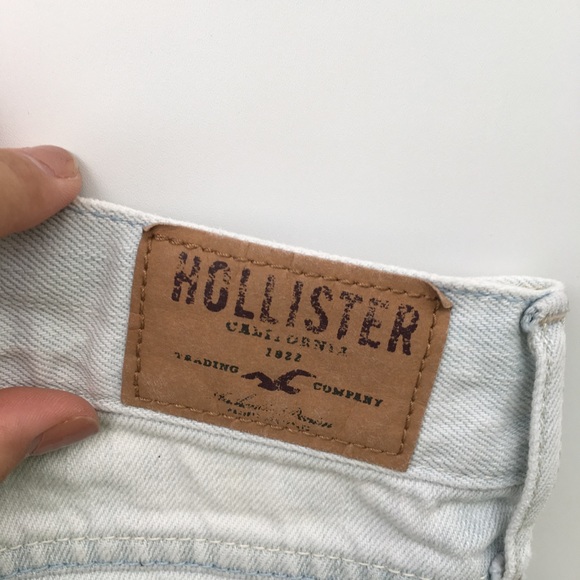 HOLLISTER
CALIFORNIA
1922
TRADING COMPANY